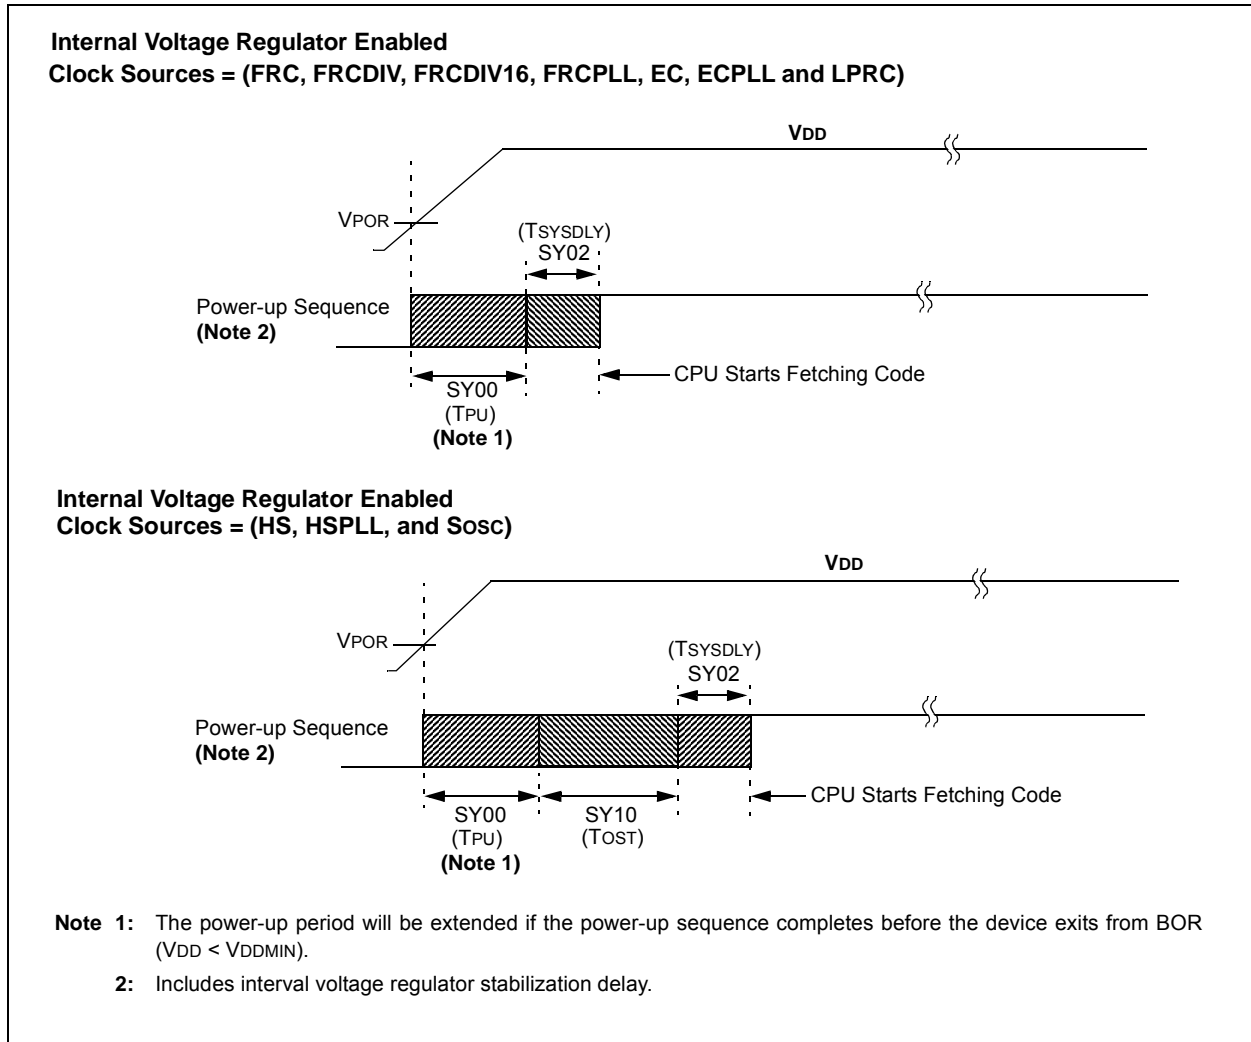 Internal Voltage Regulator Enabled
Clock Sources = (FRC, FRCDIV, FRCDIV16, FRCPLL, EC, ECPLL and LPRC)
VDD
VPOR
(TSYSDLY)
SY02
Power-up Sequence
(Note 2)
CPU Starts Fetching Code
SY00
(TPU)
(Note 1)
Internal Voltage Regulator Enabled
Clock Sources = (HS, HSPLL, and SOSC)
VDD
VPOR
(TSYSDLY)
SY02
Power-up Sequence
(Note 2)
CPU Starts Fetching Code
SY00
(TPU)
(Note 1)
SY10
(TOST)
Note 1: The power-up period will be extended if the power-up sequence completes before the device exits from BOR
(VDD < VDDMIN).
2: Includes interval voltage regulator stabilization delay.